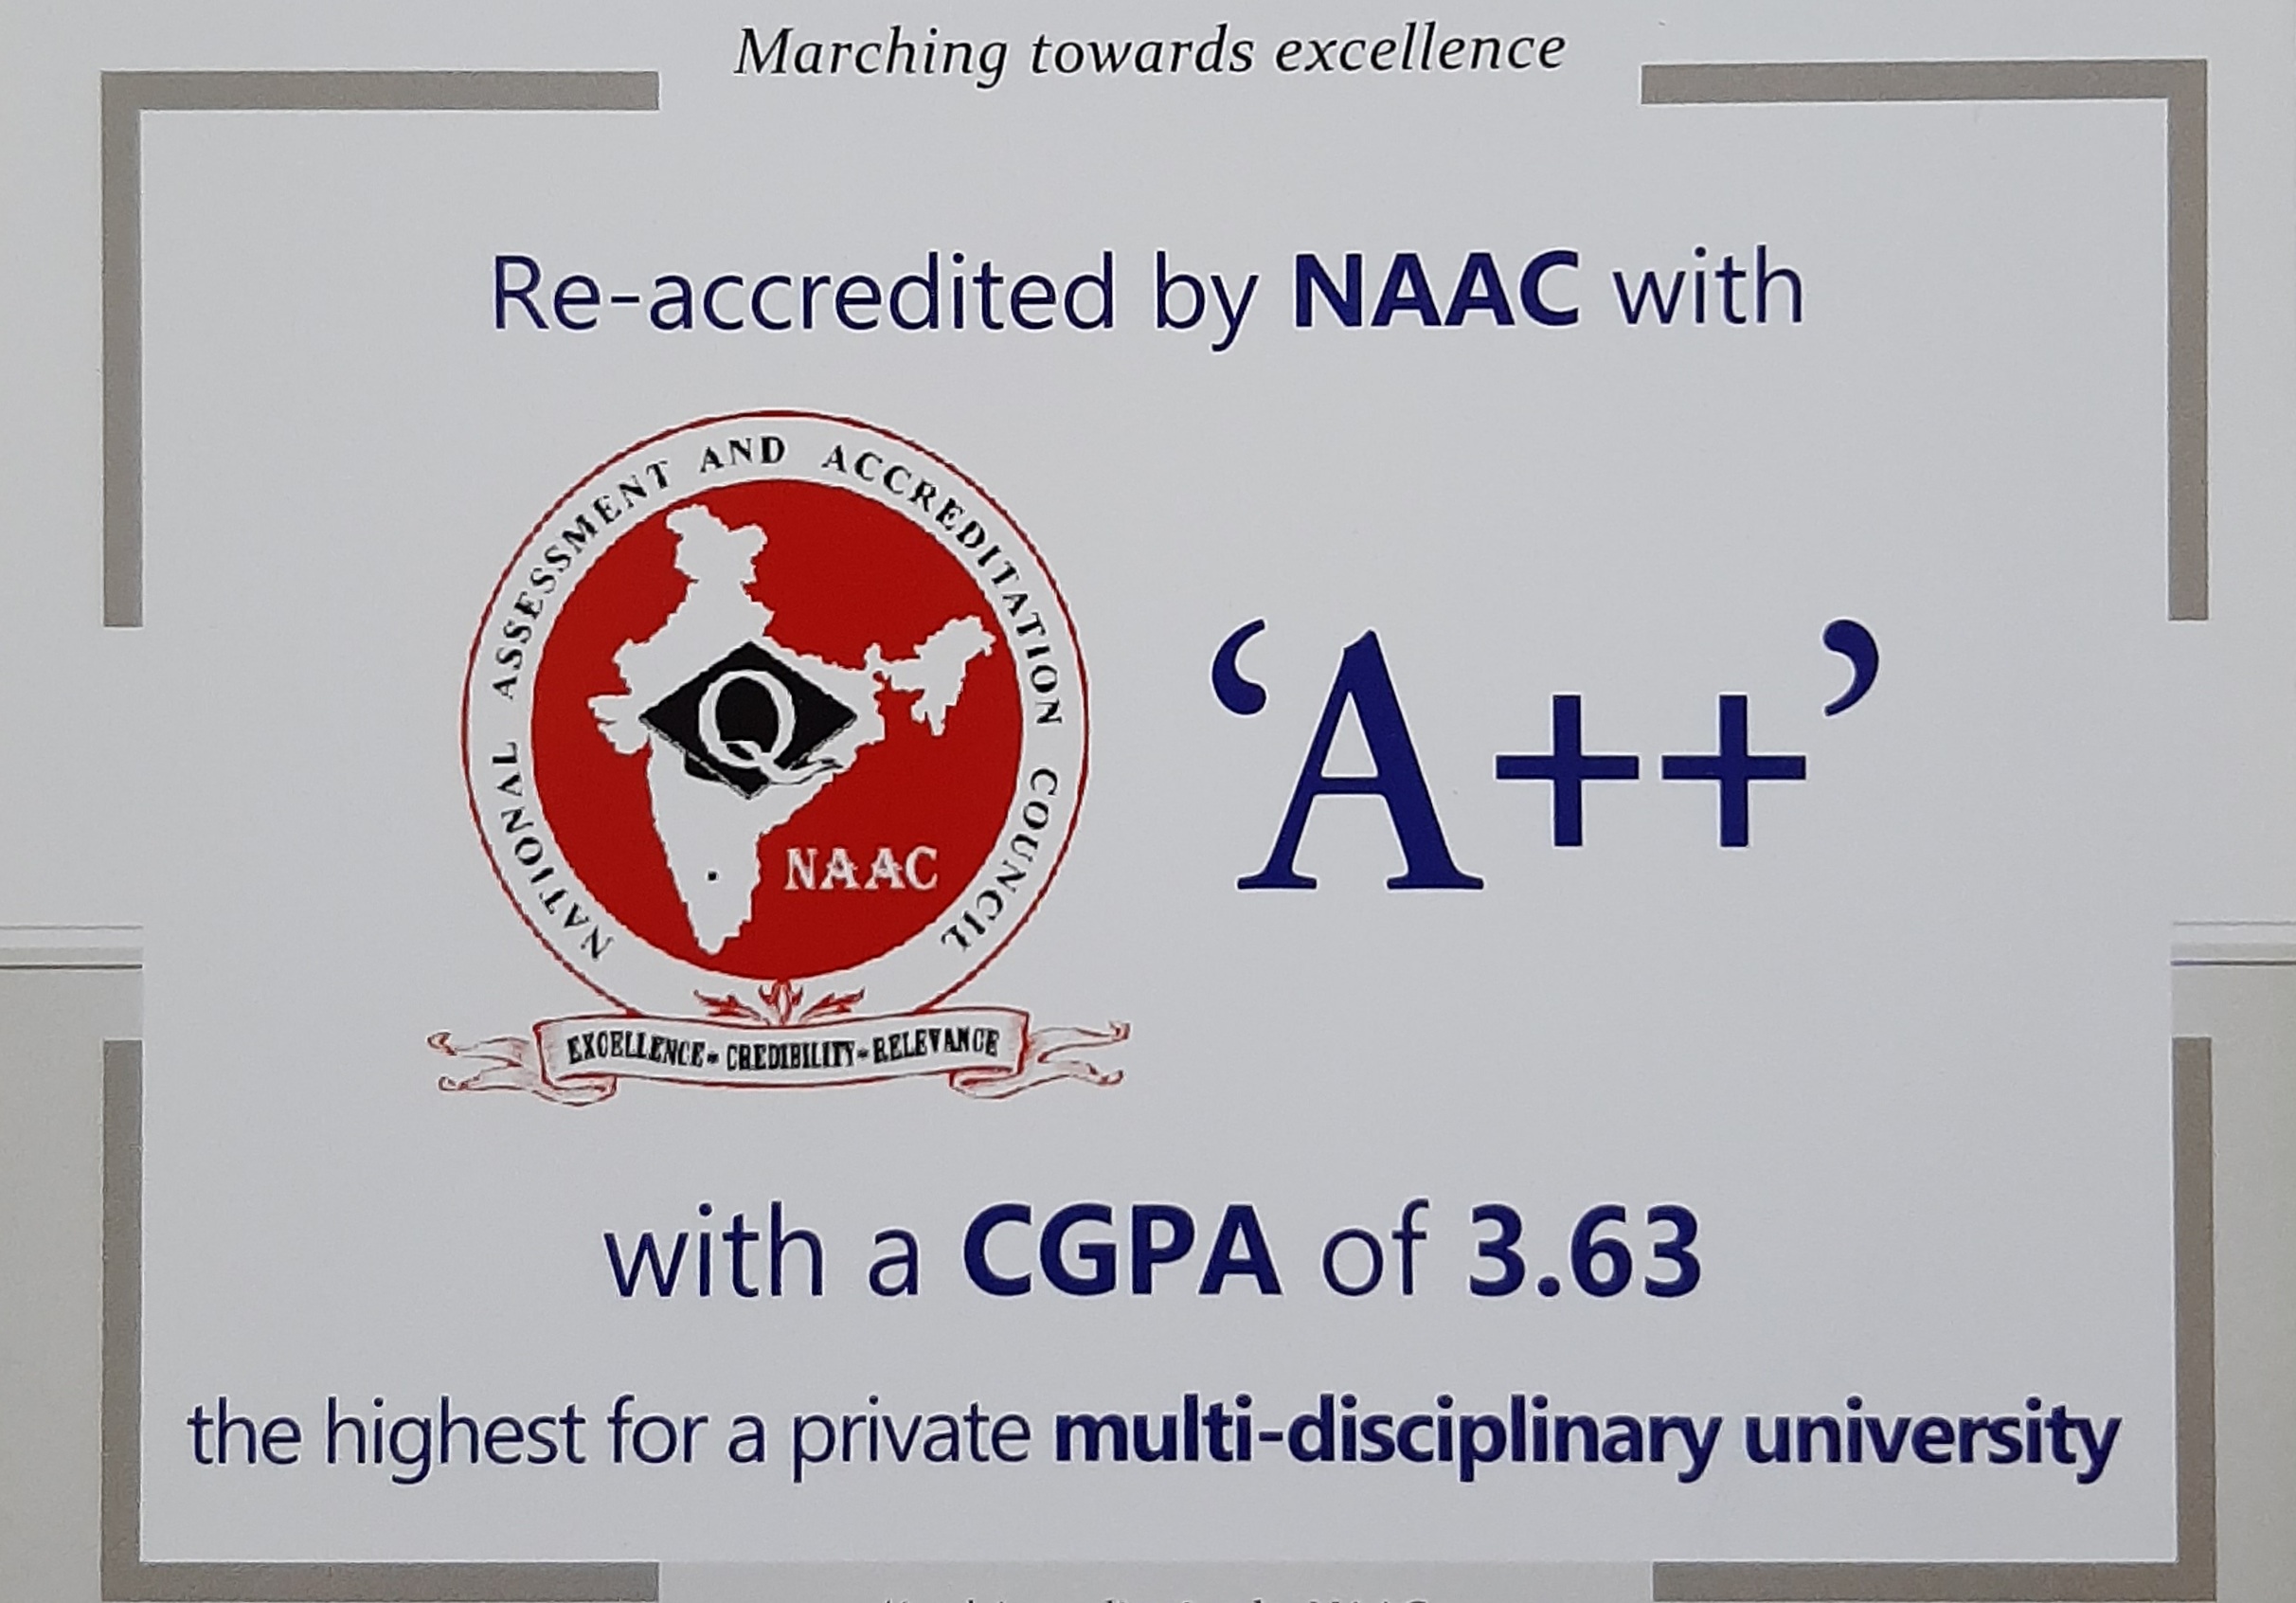 Marching towards excellence
Re-accredited by NAAC with
NATIONAL ASSESSMENT AND ACCREDITATION COUNCIL
Q
NAAC
EXCELLENCE - CREDIBILITY - RELEVANCE
‘A++’
with a CGPA of 3.63
the highest for a private multi-disciplinary university